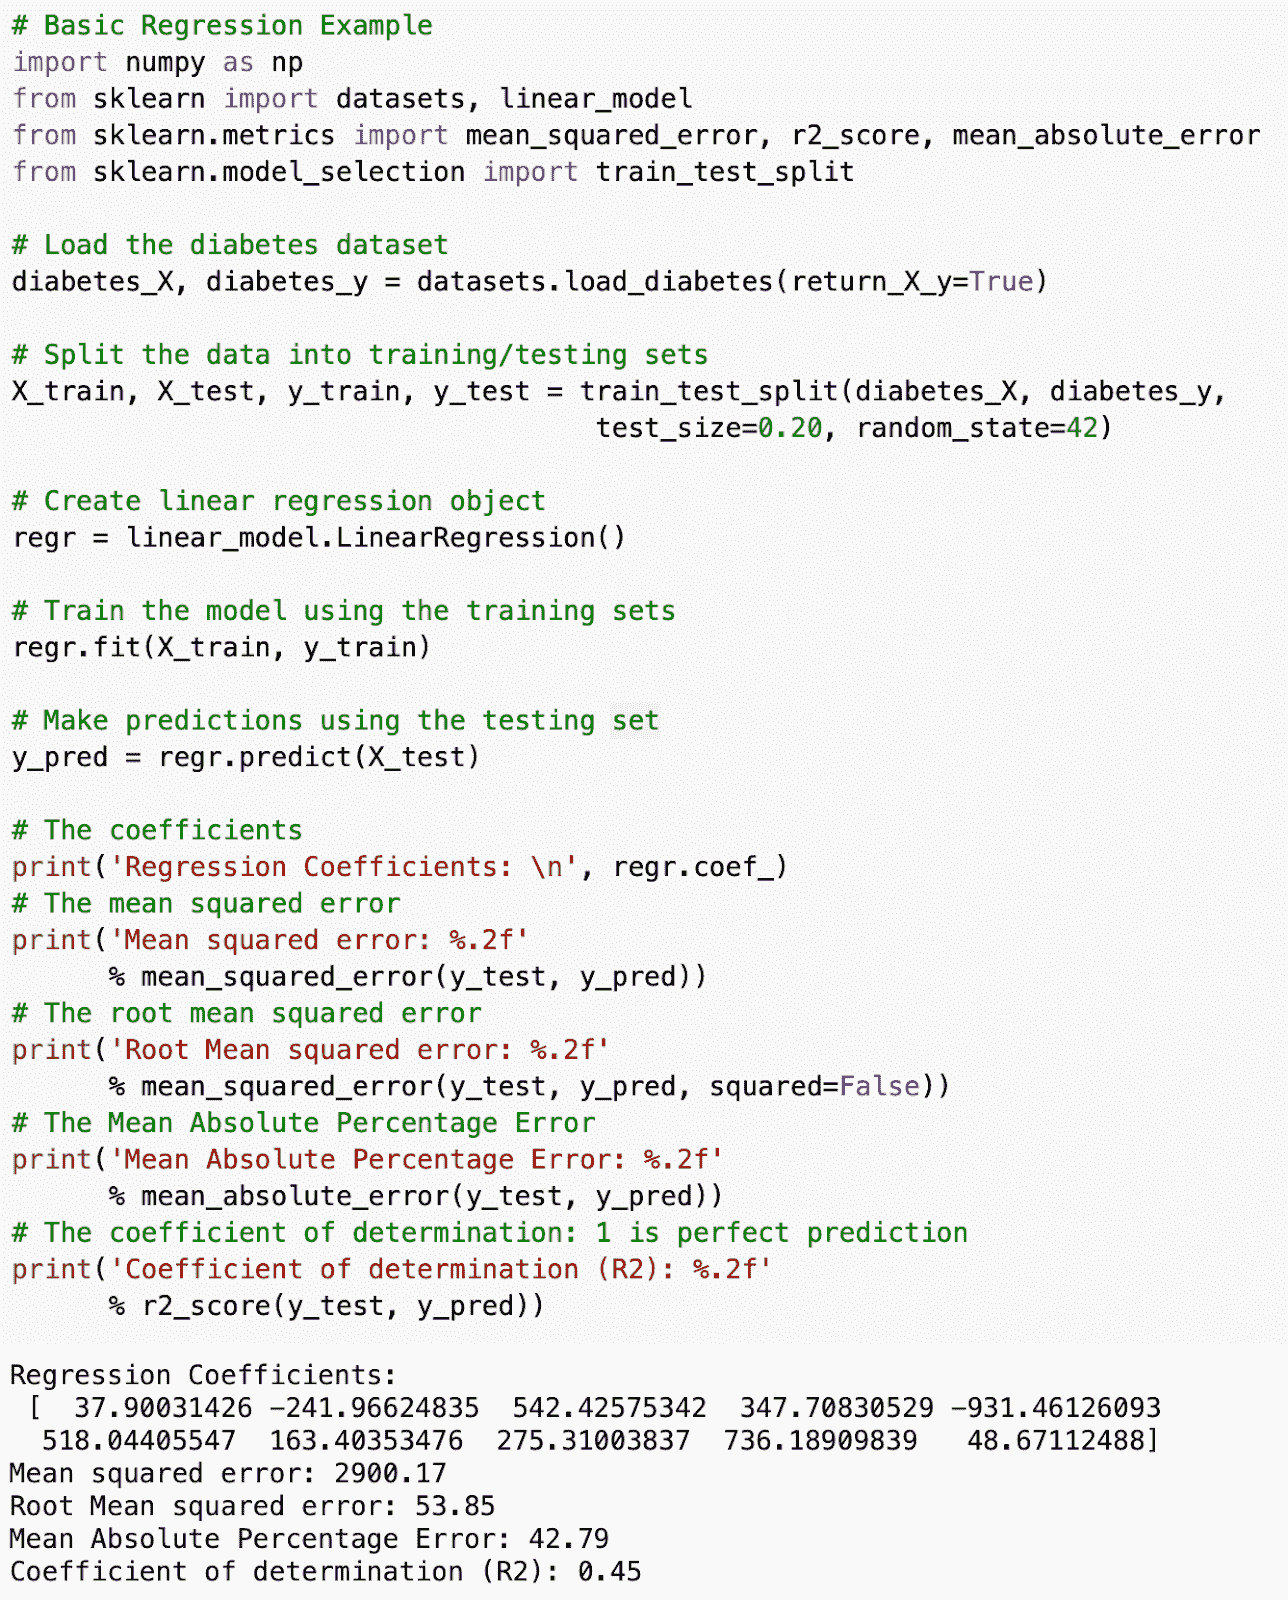 # Basic Regression Example
import numpy as np
from sklearn import datasets, linear_model
from sklearn.metrics import mean_squared_error, r2_score, mean_absolute_error
from sklearn.model_selection import train_test_split

# Load the diabetes dataset
diabetes_X, diabetes_y = datasets.load_diabetes(return_X_y=True)

# Split the data into training/testing sets
X_train, X_test, y_train, y_test = train_test_split(diabetes_X, diabetes_y,
                                    test_size=0.20, random_state=42)

# Create linear regression object
regr = linear_model.LinearRegression()

# Train the model using the training sets
regr.fit(X_train, y_train)

# Make predictions using the testing set
y_pred = regr.predict(X_test)

# The coefficients
print('Regression Coefficients: \n', regr.coef_)
# The mean squared error
print('Mean squared error: %.2f'
      % mean_squared_error(y_test, y_pred))
# The root mean squared error
print('Root Mean squared error: %.2f'
      % mean_squared_error(y_test, y_pred, squared=False))
# The Mean Absolute Percentage Error
print('Mean Absolute Percentage Error: %.2f'
      % mean_absolute_error(y_test, y_pred))
# The coefficient of determination: 1 is perfect prediction
print('Coefficient of determination (R2): %.2f'
      % r2_score(y_test, y_pred))

Regression Coefficients:
 [  37.90031426 −241.96624835  542.42575342  347.70830529 −931.46126093
  518.04405547  163.40353476  275.31003837  736.18909839   48.67112488]
Mean squared error: 2900.17
Root Mean squared error: 53.85
Mean Absolute Percentage Error: 42.79
Coefficient of determination (R2): 0.45